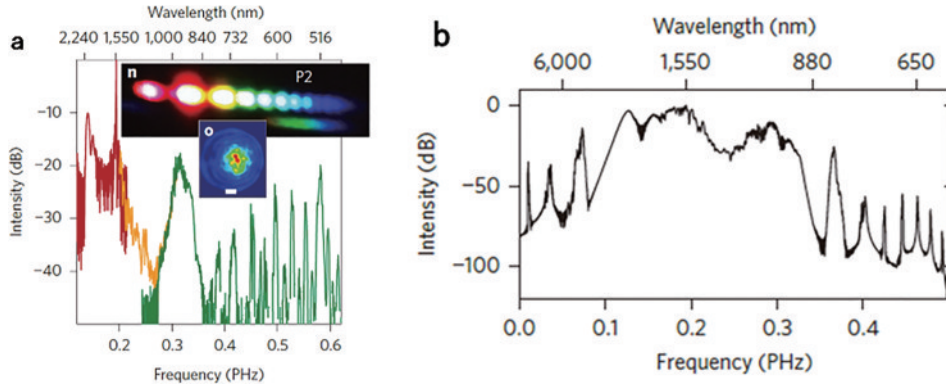 a
Wavelength (nm)
2,240 1,550 1,000 840 732 600 516
n
P2
o
−10
−20
−30
−40
Intensity (dB)
0.2 0.3 0.4 0.5 0.6
Frequency (PHz)
b
Wavelength (nm)
6,000 1,550 880 650
0
−50
−100
Intensity (dB)
0.0 0.1 0.2 0.3 0.4
Frequency (PHz)